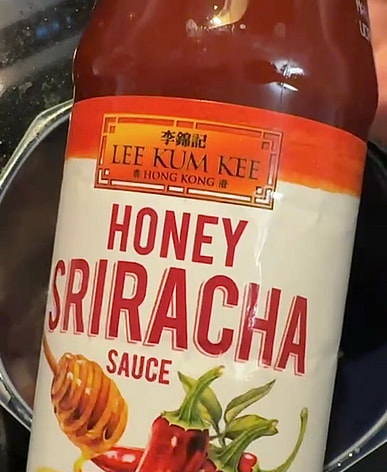 李錦記
LEE KUM KEE
香 HONG KONG 港
HONEY
SRIRACHA
SAUCE